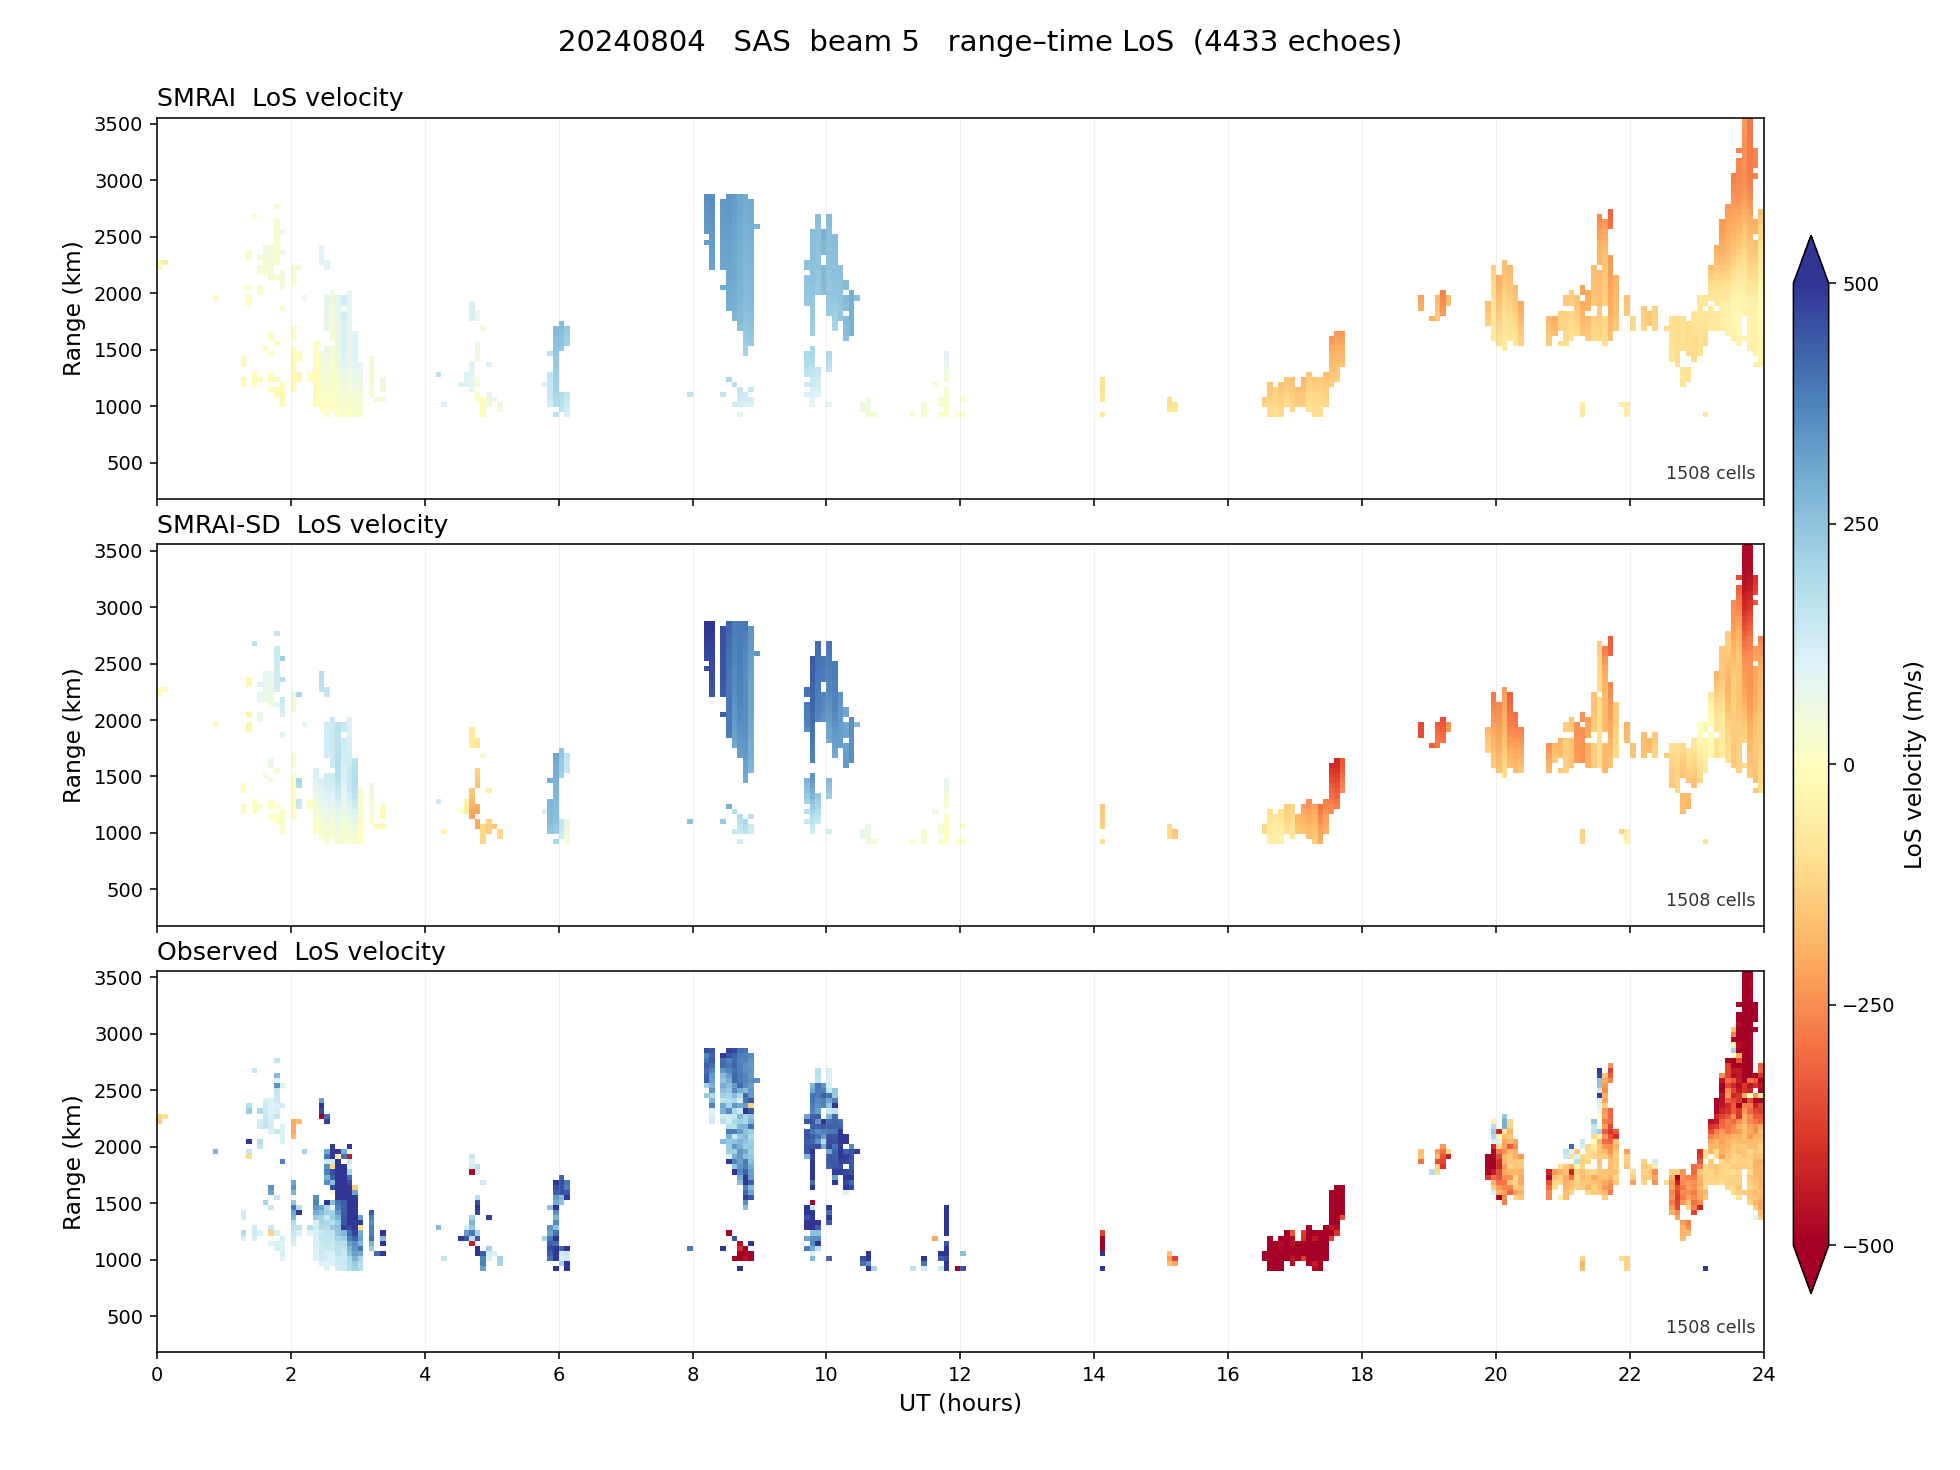 20240804   SAS  beam 5   range–time LoS  (4433 echoes)
SMRAI  LoS velocity
3500
3000
2500
2000
1500
1000
500
Range (km)
1508 cells
SMRAI-SD  LoS velocity
3500
3000
2500
2000
1500
1000
500
Range (km)
1508 cells
Observed  LoS velocity
3500
3000
2500
2000
1500
1000
500
Range (km)
1508 cells
0 2 4 6 8 10 12 14 16 18 20 22 24
UT (hours)
500
250
0
−250
−500
LoS velocity (m/s)